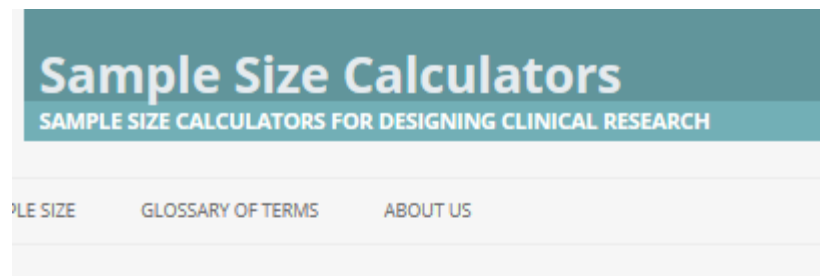 Sample Size Calculators
SAMPLE SIZE CALCULATORS FOR DESIGNING CLINICAL RESEARCH
SIZE GLOSSARY OF TERMS ABOUT US